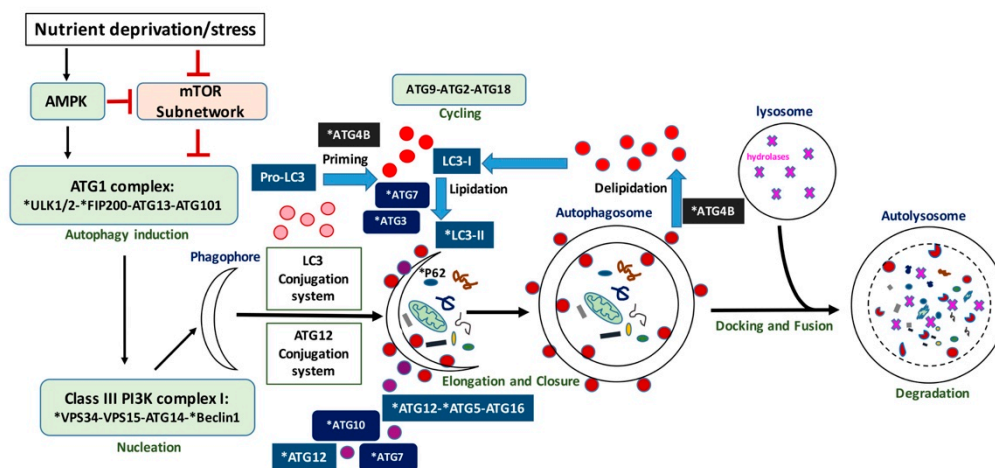 Nutrient deprivation/stress
AMPK
mTOR
Subnetwork
ATG1 complex:
*ULK1/2-*FIP200-ATG13-ATG101
Autophagy induction
Class III PI3K complex I:
*VPS34-VPS15-ATG14-*Beclin1
Nucleation
Phagophore
Pro-LC3
Priming
*ATG4B
*ATG7
*ATG3
ATG9-ATG2-ATG18
Cycling
LC3-I
Lipidation
*LC3-II
LC3
Conjugation
system
ATG12
Conjugation
system
*P62
Elongation and Closure
*ATG12-*ATG5-ATG16
*ATG10
*ATG12
*ATG7
Delipidation
*ATG4B
Autophagosome
lysosome
hydrolases
Docking and Fusion
Autolysosome
Degradation